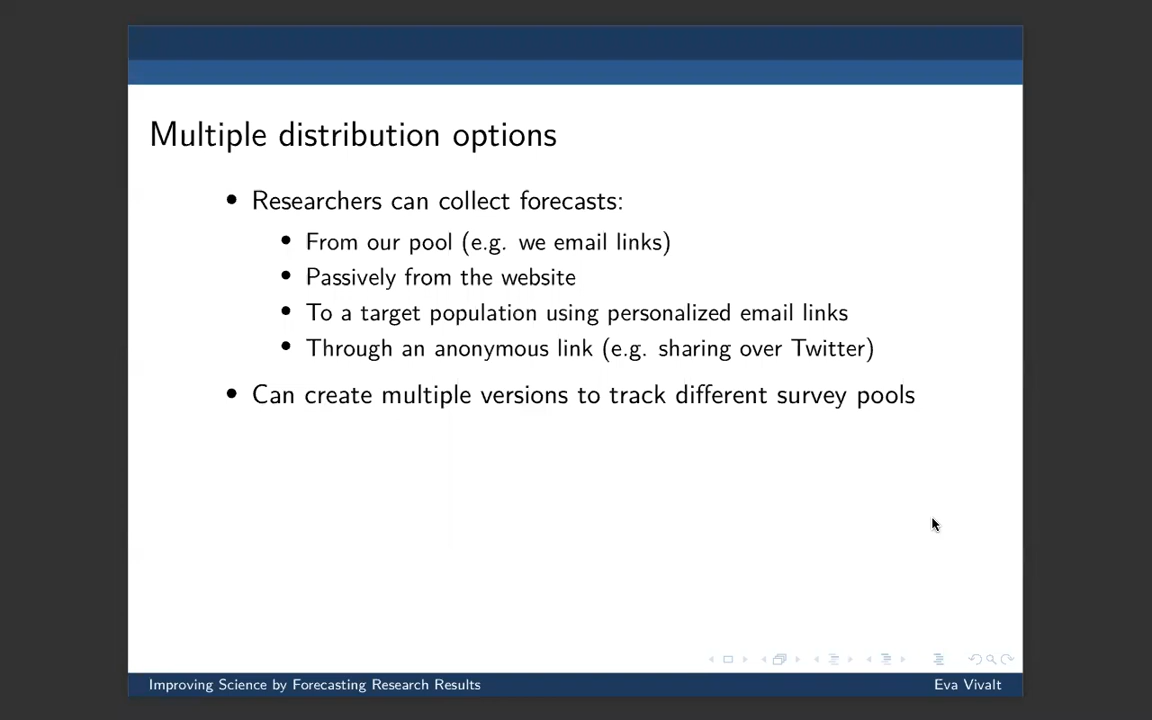 Multiple distribution options
• Researchers can collect forecasts:
• From our pool (e.g. we email links)
• Passively from the website
• To a target population using personalized email links
• Through an anonymous link (e.g. sharing over Twitter)
• Can create multiple versions to track different survey pools
Improving Science by Forecasting Research Results
Eva Vivalt